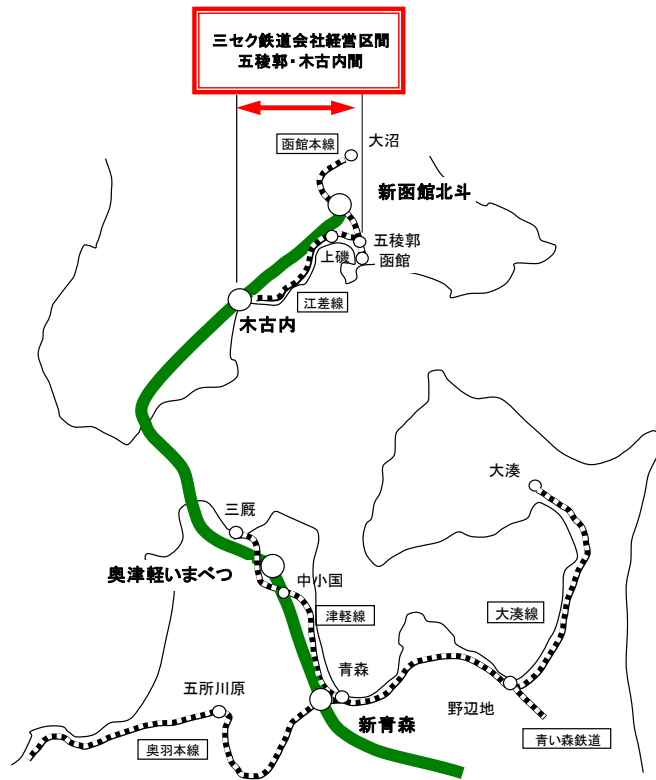 三セク鉄道会社経営区間
五稜郭・木古内間
函館本線
大沼
新函館北斗
五稜郭
上磯
函館
江差線
木古内
大湊
三厩
奥津軽いまべつ
中小国
津軽線
大湊線
青森
五所川原
野辺地
新青森
青い森鉄道
奥羽本線